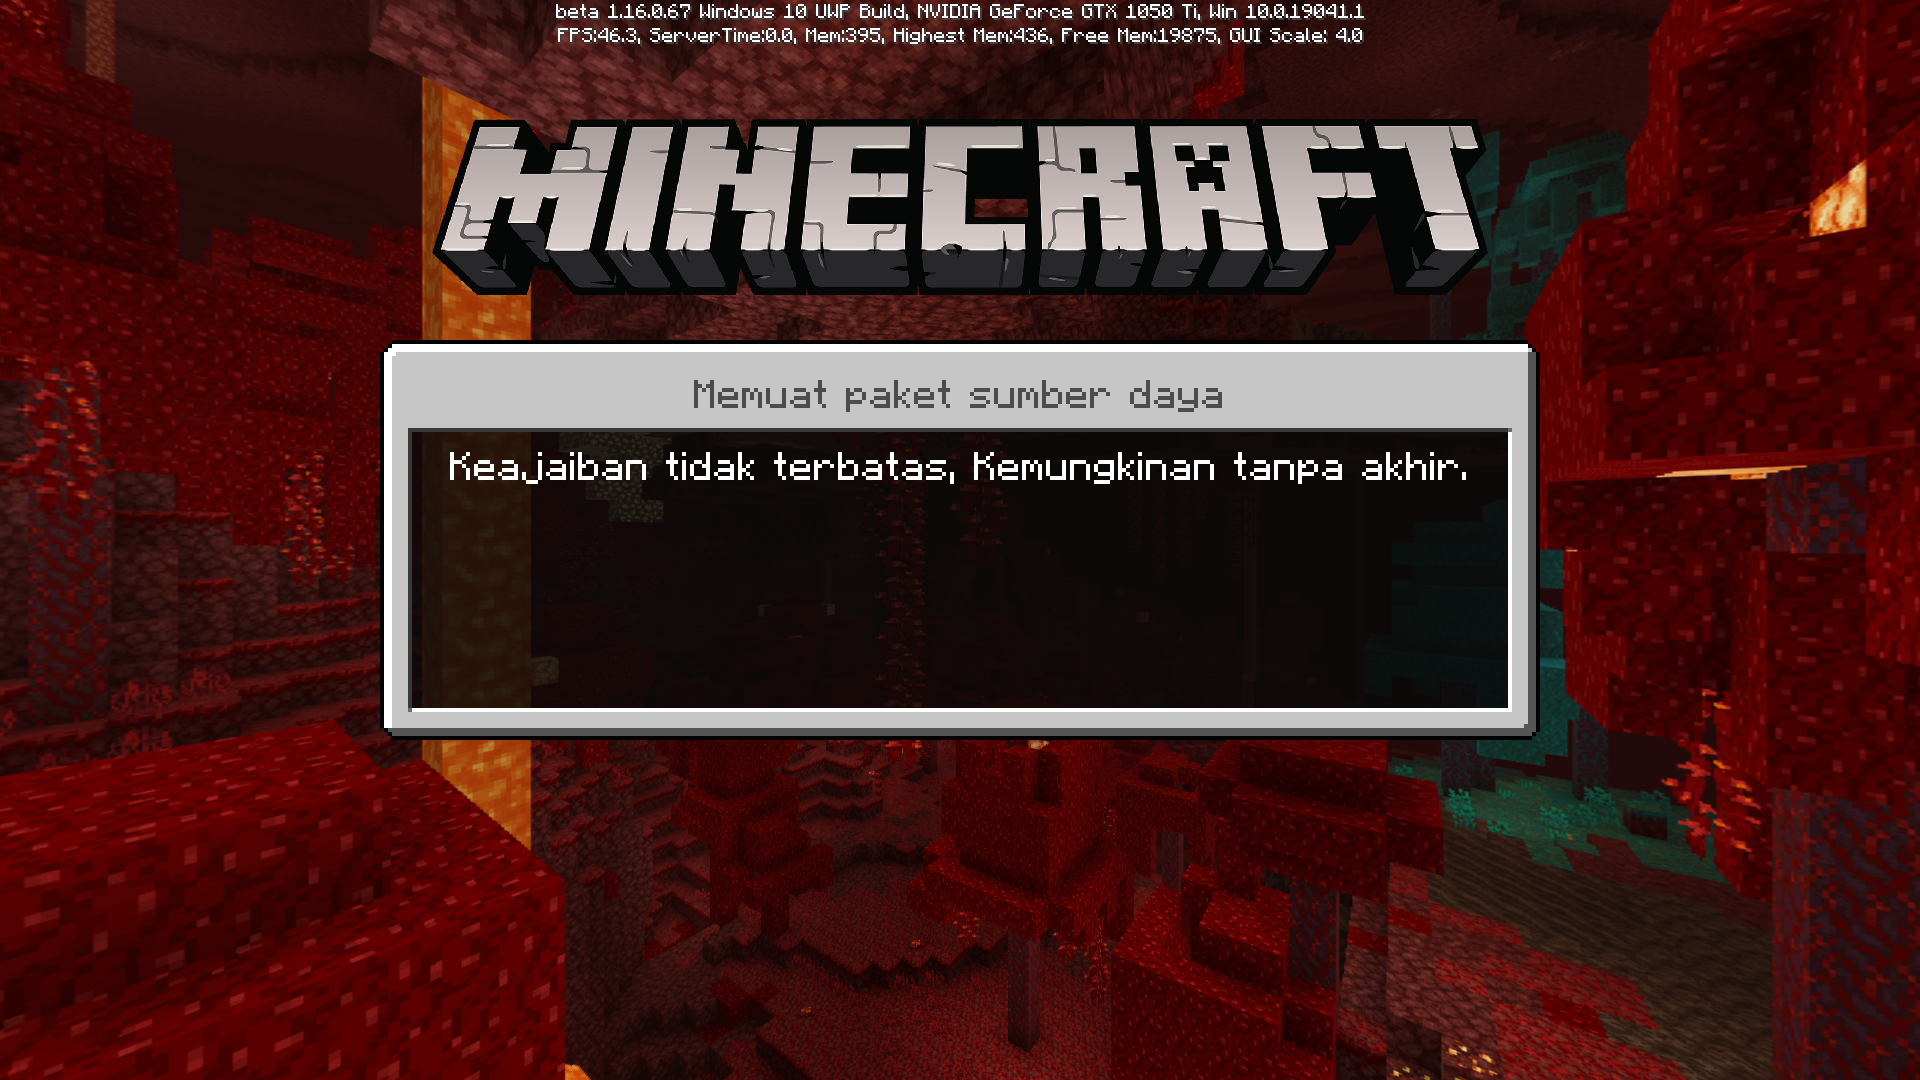 beta 1.16.0.67 Windows 10 UWP Build, NVIDIA GeForce GTX 1050 Ti, Win 10.0.19041.1
FPS:46.3, ServerTime:0.0, Mem:395, Highest Mem:436, Free Mem:19875, GUI Scale: 4.0
MINECRAFT
Memuat paket sumber daya
Keajaiban tidak terbatas, Kemungkinan tanpa akhir.